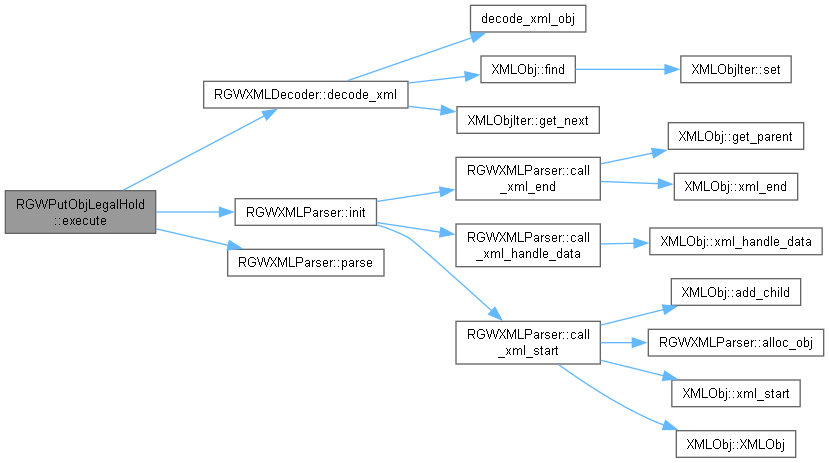 decode_xml_obj
XMLObj::find
XMLObjIter::set
RGWXMLDecoder::decode_xml
XMLObjIter::get_next
XMLObj::get_parent
RGWXMLParser::call
_xml_end
XMLObj::xml_end
RGWPutObjLegalHold
::execute
RGWXMLParser::init
RGWXMLParser::call
_xml_handle_data
XMLObj::xml_handle_data
RGWXMLParser::parse
XMLObj::add_child
RGWXMLParser::call
_xml_start
RGWXMLParser::alloc_obj
XMLObj::xml_start
XMLObj::XMLObj